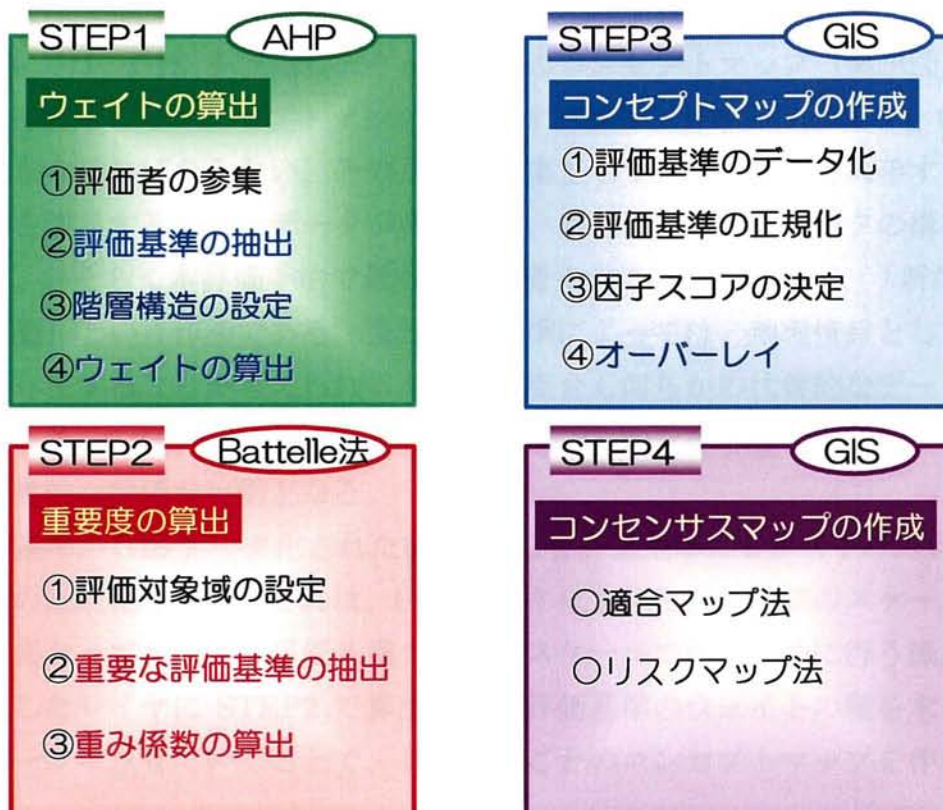 STEP1 AHP
ウェイトの算出
①評価者の参集
②評価基準の抽出
③階層構造の設定
④ウェイトの算出
STEP2 Battelle法
重要度の算出
①評価対象域の設定
②重要な評価基準の抽出
③重み係数の算出
STEP3 GIS
コンセプトマップの作成
①評価基準のデータ化
②評価基準の正規化
③因子スコアの決定
④オーバーレイ
STEP4 GIS
コンセンサスマップの作成
○適合マップ法
○リスクマップ法